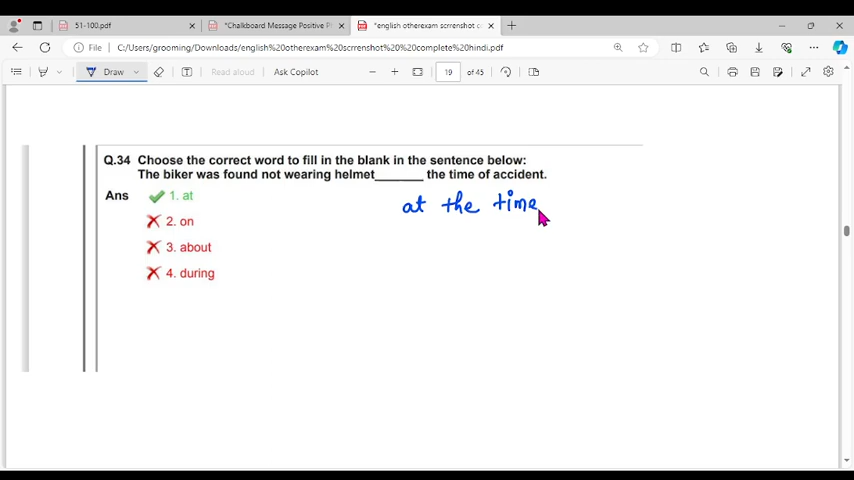 51-100.pdf
*Chalkboard Message Positive P
*english otherexam scrrenshot c
File
C:/Users/grooming/Downloads/english%20otherexam%20scrrenshot%20%20complete%20hindi.pdf
Draw
Read aloud
Ask Copilot
19
of 45
Q.34 Choose the correct word to fill in the blank in the sentence below:
The biker was found not wearing helmet_______ the time of accident.
Ans
1. at
at the time
2. on
3. about
4. during